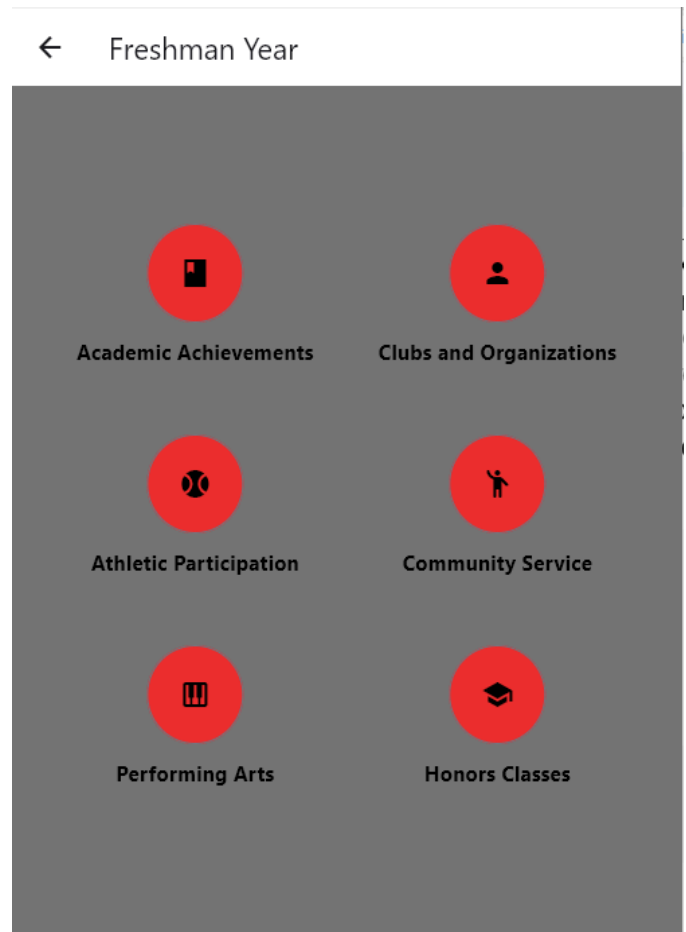 Freshman Year
Academic Achievements
Clubs and Organizations
Athletic Participation
Community Service
Performing Arts
Honors Classes